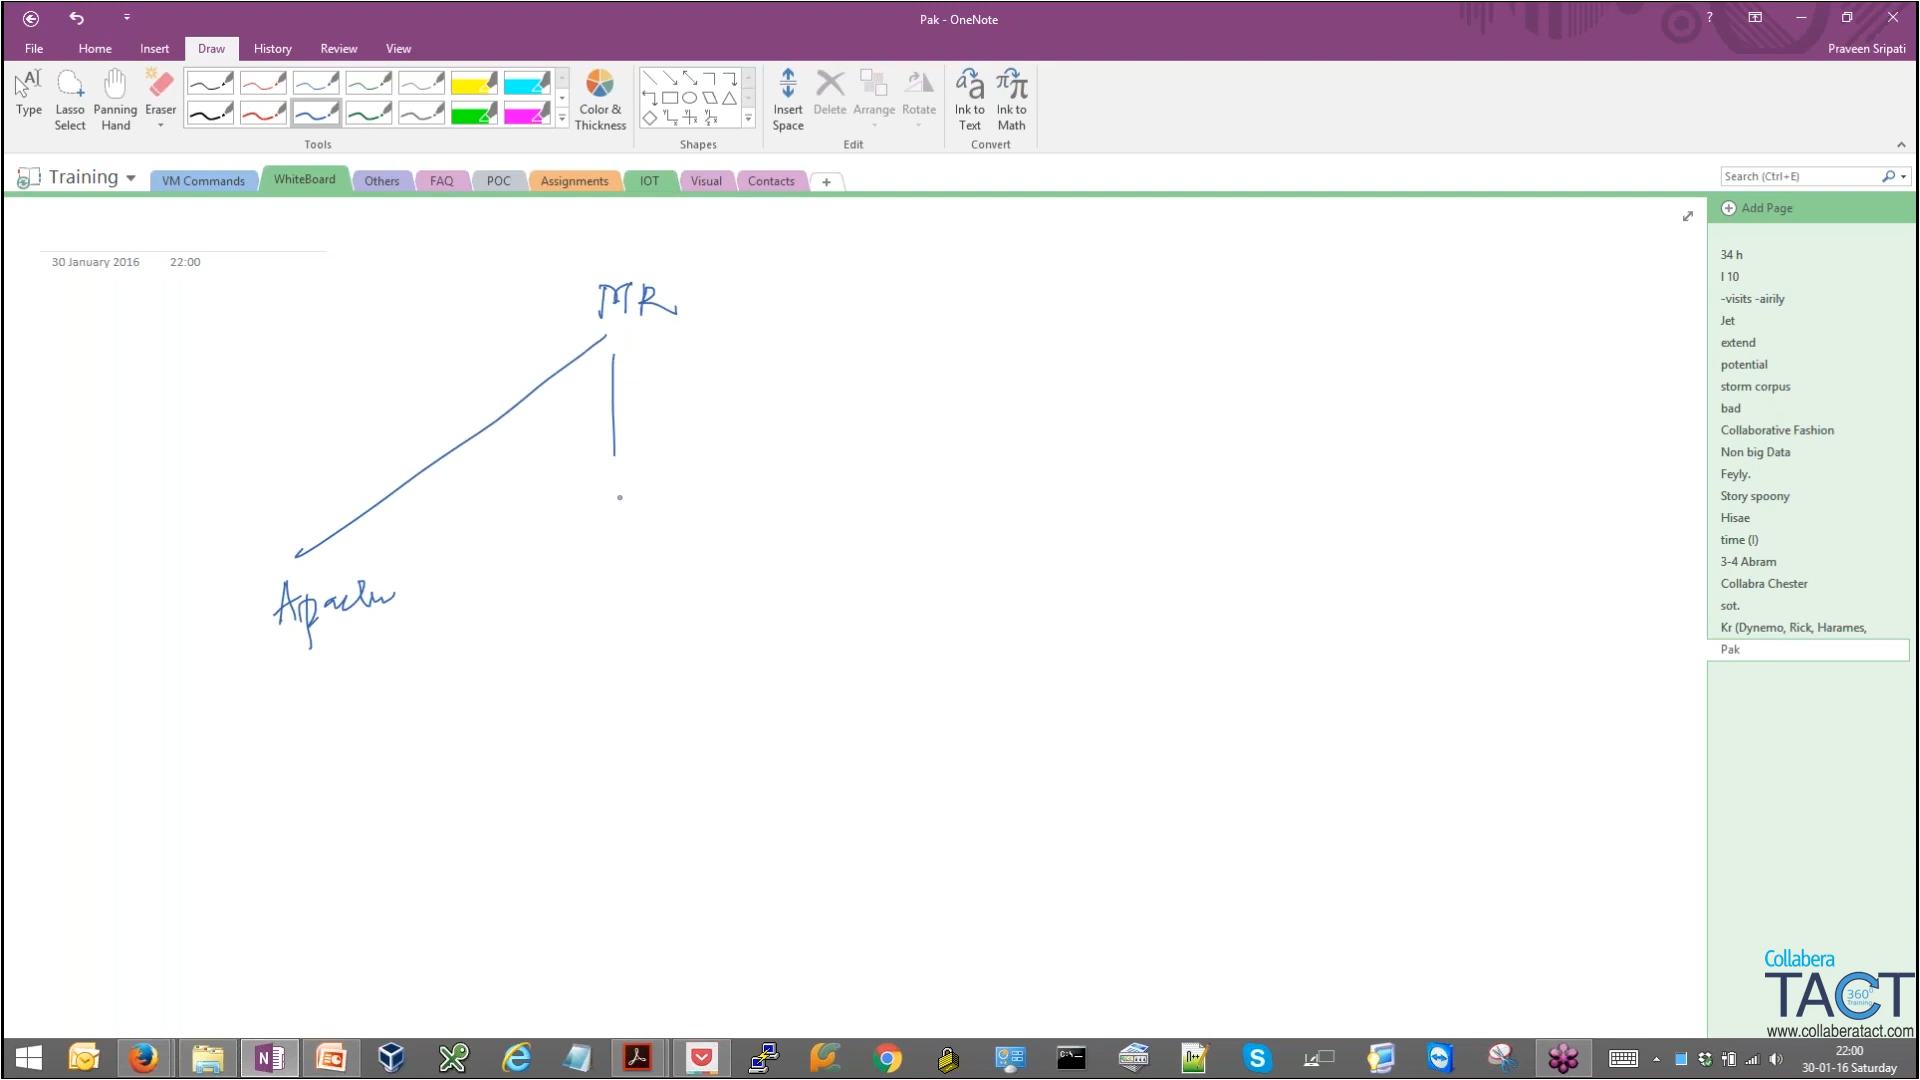 Pak - OneNote
?
File Home Insert Draw History Review View
Praveen Sripati
Type
Lasso Select
Panning Hand
Eraser
Color & Thickness
Insert Space
Delete
Arrange
Rotate
Ink to Text
Ink to Math
Tools
Shapes
Edit
Convert
Training
VM Commands WhiteBoard Others FAQ POC Assignments IOT Visual Contacts +
Search (Ctrl+E)
Add Page
30 January 2016 22:00
MR
Apache
34 h
I 10
-visits -airily
Jet
extend
potential
storm corpus
bad
Collaborative Fashion
Non big Data
Feyly.
Story spoony
Hisae
time (I)
3-4 Abram
Collabra Chester
sot.
Kr (Dynemo, Rick, Harames,
Pak
Collabera
TACT
360°
Training
www.collaberatact.com
22:00
30-01-16 Saturday